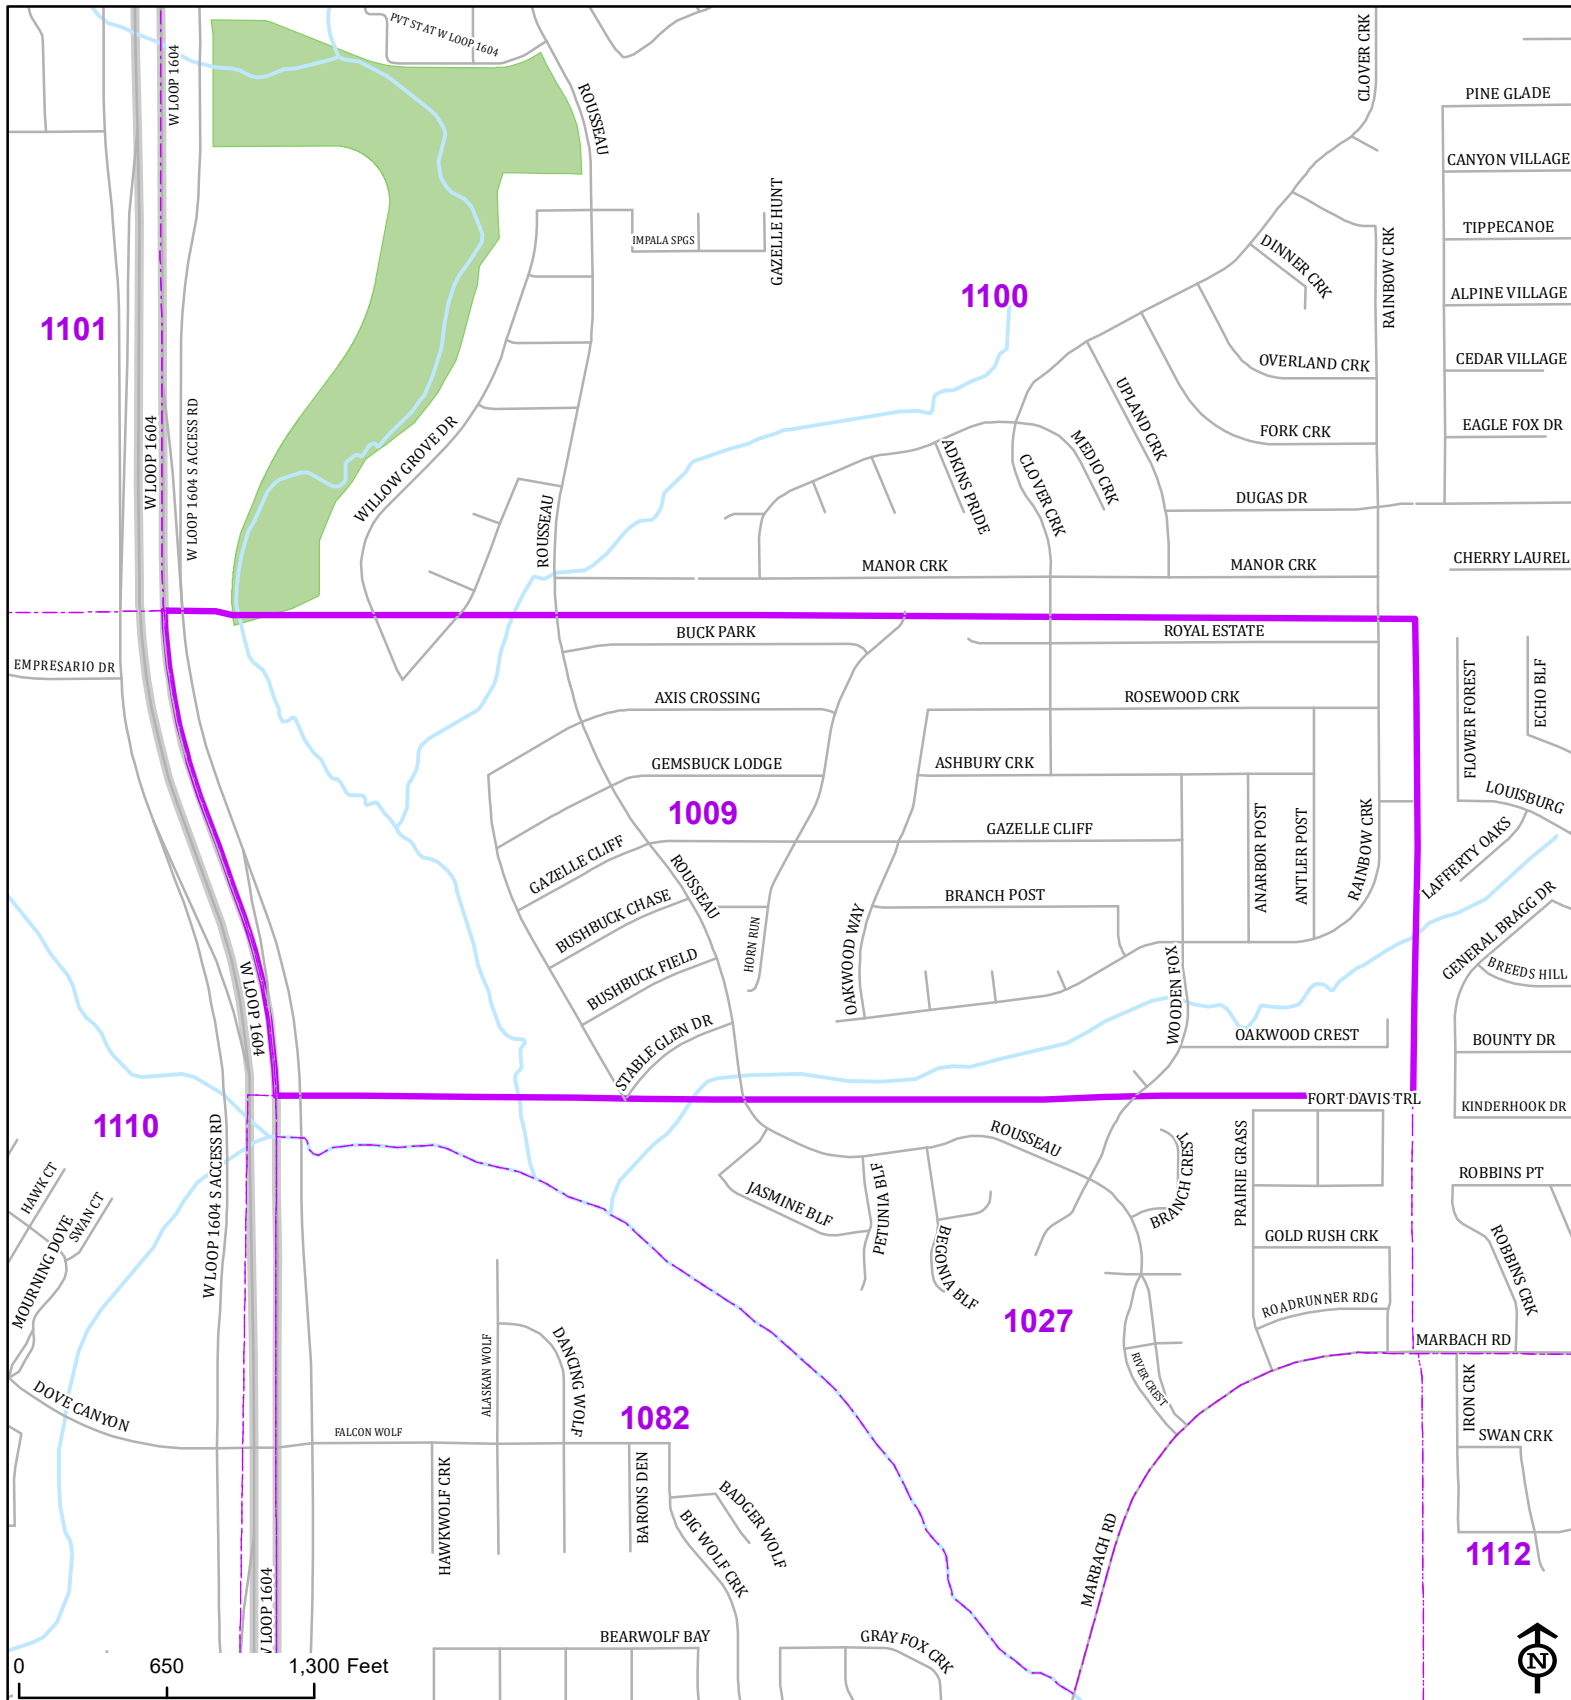 PVT ST AT W LOOP 1604
W LOOP 1604
ROUSSEAU
CLOVER CRK
PINE GLADE
CANYON VILLAGE
TIPPECANOE
IMPALA SPGS
GAZELLE HUNT
DINNER CRK
RAINBOW CRK
ALPINE VILLAGE
1100
1101
OVERLAND CRK
CEDAR VILLAGE
W LOOP 1604
W LOOP 1604 S ACCESS RD
WILLOW GROVE DR
UPLAND CRK
FORK CRK
EAGLE FOX DR
ADKINS PRIDE
MEDIO CRK
CLOVER CRK
ROUSSEAU
DUGAS DR
MANOR CRK
MANOR CRK
CHERRY LAUREL
BUCK PARK
ROYAL ESTATE
EMPRESARIO DR
AXIS CROSSING
ROSEWOOD CRK
FLOWER FOREST
ECHO BLF
GEMSBUCK LODGE
ASHBURY CRK
LOUISBURG
1009
GAZELLE CLIFF
GAZELLE CLIFF
ANARBOR POST
ANTLER POST
RAINBOW CRK
LAFFERTY OAKS
ROUSSEAU
BUSHBUCK CHASE
BRANCH POST
HORN RUN
OAKWOOD WAY
GENERAL BRAGG DR
BREEDS HILL
BUSHBUCK FIELD
W LOOP 1604
WOODEN FOX
STABLE GLEN DR
OAKWOOD CREST
BOUNTY DR
FORT DAVIS TRL
KINDERHOOK DR
1110
W LOOP 1604 S ACCESS RD
ROUSSEAU
HAWK CT
SWAN CT
MOURNING DOVE
JASMINE BLF
PETUNIA BLF
BEGONIA BLF
BRANCH CREST
PRAIRIE GRASS
ROBBINS PT
GOLD RUSH CRK
ROBBINS CRK
ROADRUNNER RDG
1027
MARBACH RD
RIVER CREST
ALASKAN WOLF
DANCING WOLF
DOVE CANYON
1082
FALCON WOLF
IRON CRK
SWAN CRK
HAWKWOLF CRK
BARONS DEN
BADGER WOLF
BIG WOLF CRK
MARBACH RD
1112
W LOOP 1604
BEARWOLF BAY
GRAY FOX CRK
0 650 1,300 Feet
N